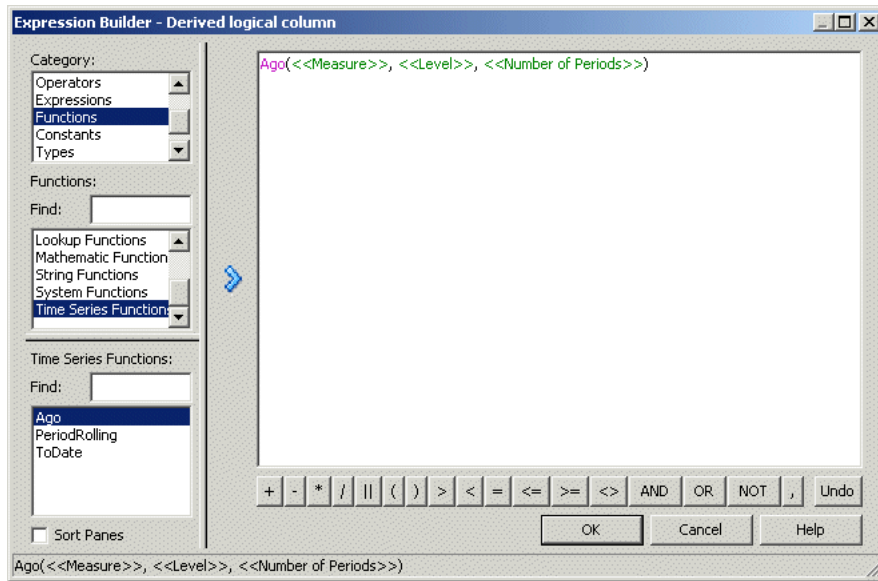 Expression Builder - Derived logical column
Category:
Operators
Expressions
Functions
Constants
Types
Functions:
Find:
Lookup Functions
Mathematic Function
String Functions
System Functions
Time Series Function
Time Series Functions:
Find:
Ago
PeriodRolling
ToDate
Sort Panes
Ago(<<Measure>>, <<Level>>, <<Number of Periods>>)
+ - * / || ( ) > < = <= >= <> AND OR NOT , Undo
OK Cancel Help
Ago(<<Measure>>, <<Level>>, <<Number of Periods>>)